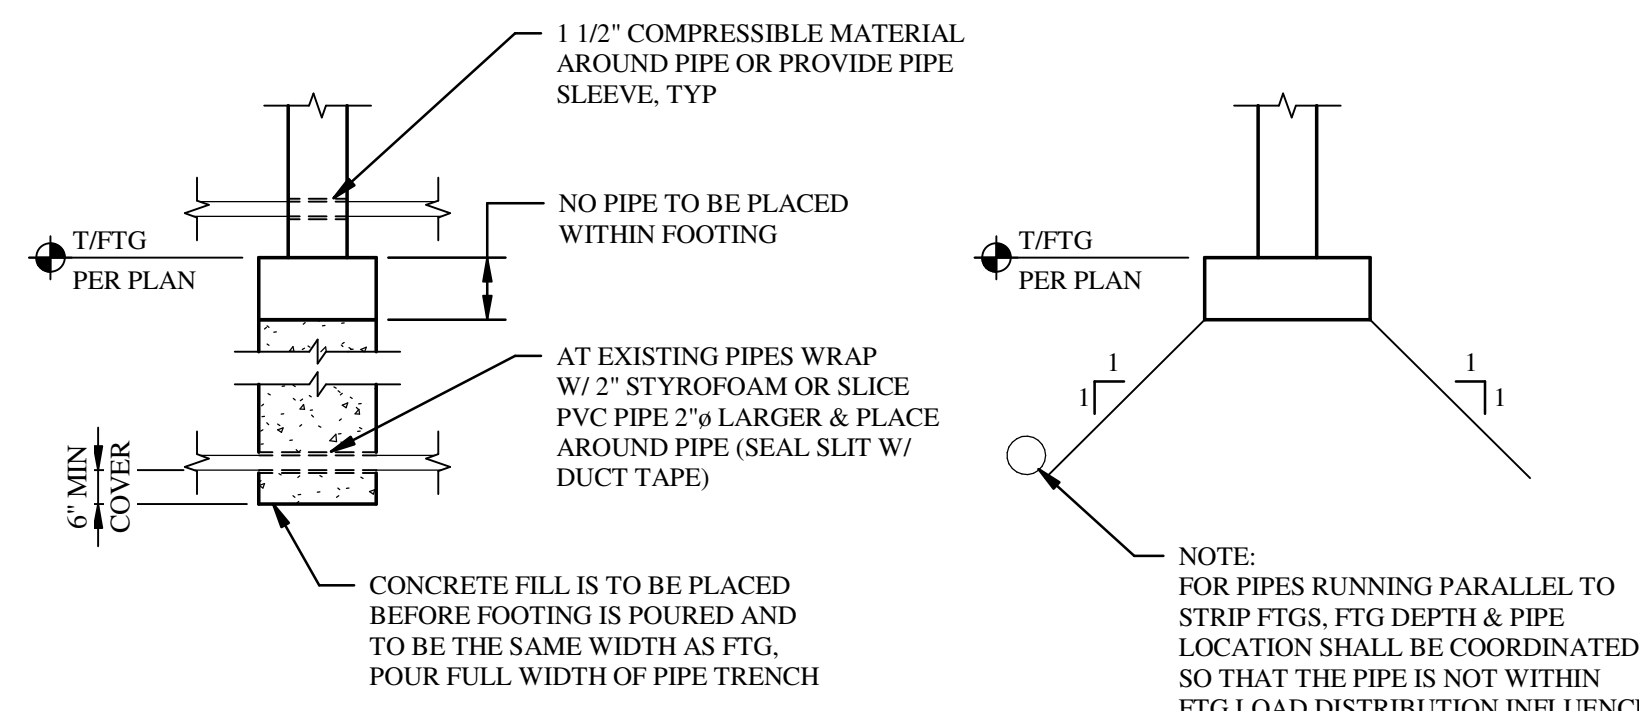 1 1/2" COMPRESSIBLE MATERIAL
AROUND PIPE OR PROVIDE PIPE
SLEEVE, TYP
NO PIPE TO BE PLACED
WITHIN FOOTING
T/FTG
PER PLAN
AT EXISTING PIPES WRAP
W/ 2" STYROFOAM OR SLICE
PVC PIPE 2"ø LARGER & PLACE
AROUND PIPE (SEAL SLIT W/
DUCT TAPE)
6" MIN
COVER
CONCRETE FILL IS TO BE PLACED
BEFORE FOOTING IS POURED AND
TO BE THE SAME WIDTH AS FTG,
POUR FULL WIDTH OF PIPE TRENCH
T/FTG
PER PLAN
1
1
1
1
NOTE:
FOR PIPES RUNNING PARALLEL TO
STRIP FTGS, FTG DEPTH & PIPE
LOCATION SHALL BE COORDINATED
SO THAT THE PIPE IS NOT WITHIN
FTG LOAD DISTRIBUTION INFLUENC